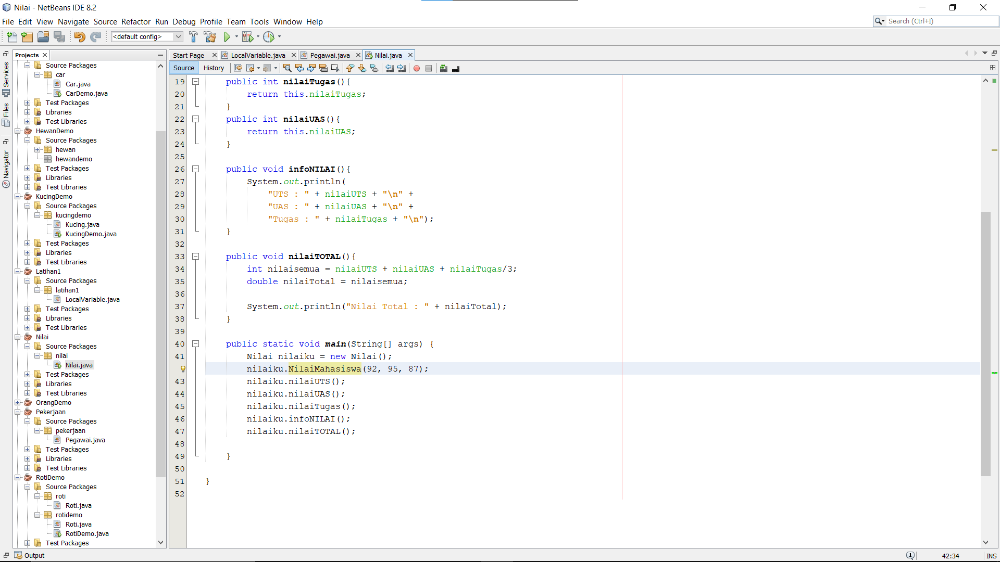 Nilai - NetBeans IDE 8.2
File Edit View Navigate Source Refactor Run Debug Profile Team Tools Window Help
Search (Ctrl+I)
<default config>
Services
Files
Navigator
Projects
Source Packages
car
Car.java
CarDemo.java
Test Packages
Libraries
Test Libraries
HewanDemo
Source Packages
hewan
hewandemo
Test Packages
Libraries
Test Libraries
KucingDemo
Source Packages
kucingdemo
Kucing.java
KucingDemo.java
Test Packages
Libraries
Test Libraries
Latihan1
Source Packages
latihan1
LocalVariable.java
Test Packages
Libraries
Test Libraries
Nilai
Source Packages
nilai
Nilai.java
Test Packages
Libraries
Test Libraries
OrangDemo
Pekerjaan
Source Packages
pekerjaan
Pegawai.java
Test Packages
Libraries
Test Libraries
RotiDemo
Source Packages
roti
Roti.java
rotidemo
Roti.java
RotiDemo.java
Test Packages
Start Page LocalVariable.java Pegawai.java Nilai.java
Source History
19 public int nilaiTugas(){
20 return this.nilaiTugas;
21 }
22 public int nilaiUAS(){
23 return this.nilaiUAS;
24 }
25
26 public void infoNILAI(){
27 System.out.println(
28 "UTS : " + nilaiUTS + "\n" +
29 "UAS : " + nilaiUAS + "\n" +
30 "Tugas : " + nilaiTugas + "\n");
31 }
32
33 public void nilaiTOTAL(){
34 int nilaisemua = nilaiUTS + nilaiUAS + nilaiTugas/3;
35 double nilaiTotal = nilaisemua;
36
37 System.out.println("Nilai Total : " + nilaiTotal);
38 }
39
40 public static void main(String[] args) {
41 Nilai nilaiku = new Nilai();
nilaiku.NilaiMahasiswa(92, 95, 87);
43 nilaiku.nilaiUTS();
44 nilaiku.nilaiUAS();
45 nilaiku.nilaiTugas();
46 nilaiku.infoNILAI();
47 nilaiku.nilaiTOTAL();
48
49 }
50
51 }
52
Output
1
42:34
INS